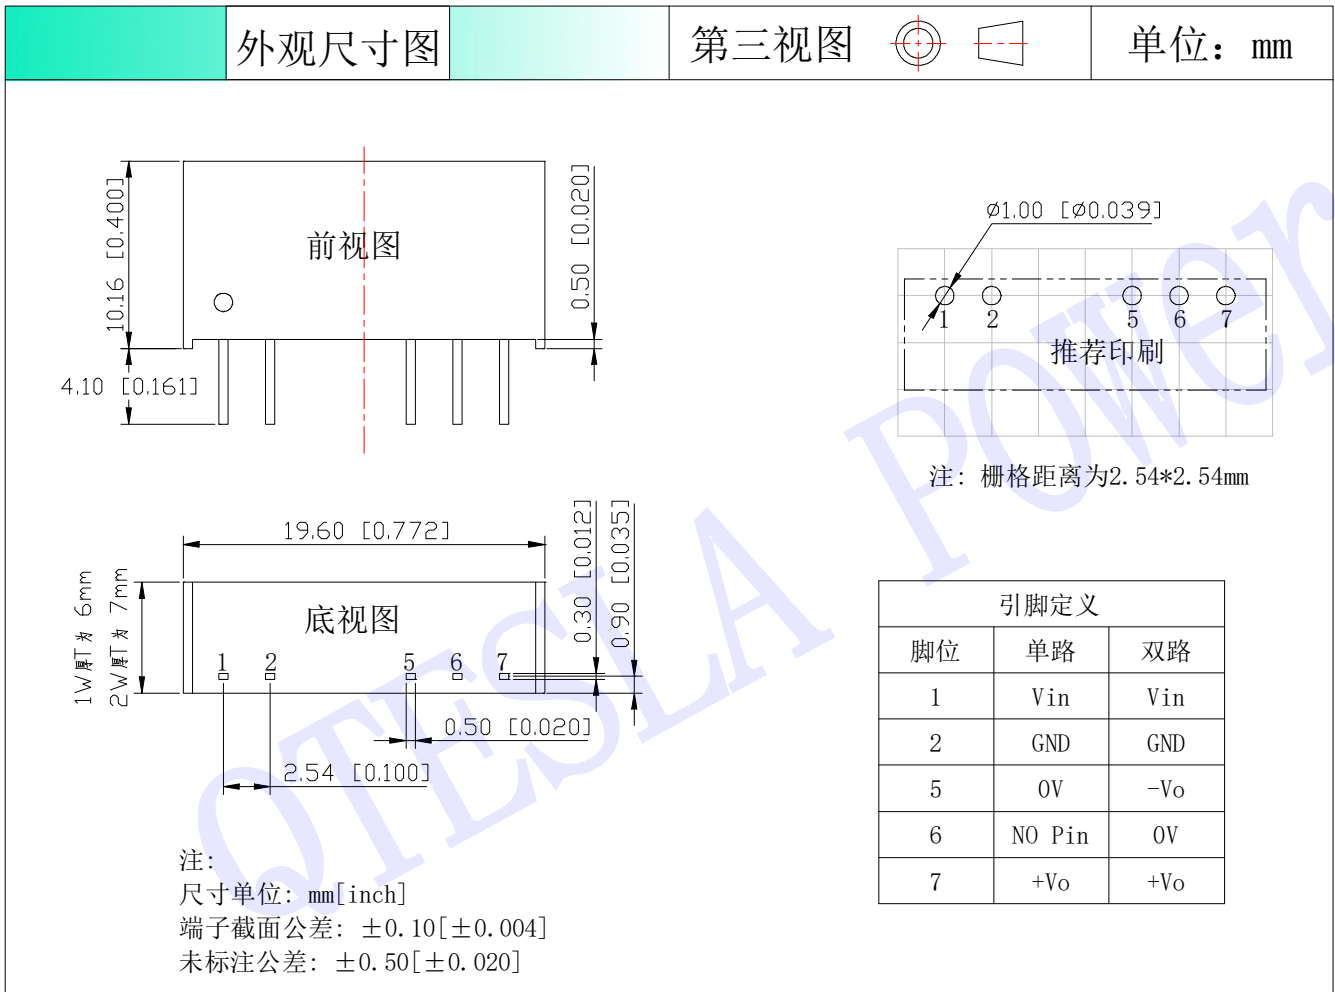 外观尺寸图
第三视图
单位：mm
10.16 [0.400]
前视图
0.50 [0.020]
4.10 [0.161]
Ø1.00 [Ø0.039]
1 2 5 6 7
推荐印刷
注: 栅格距离为2.54*2.54mm
19.60 [0.772]
1W厚T为 6mm
2W厚T为 7mm
底视图
1 2 5 6 7
0.30 [0.012]
0.90 [0.035]
0.50 [0.020]
2.54 [0.100]
引脚定义
脚位 单路 双路
1 Vin Vin
2 GND GND
5 0V -Vo
6 NO Pin 0V
7 +Vo +Vo
注:
尺寸单位: mm[inch]
端子截面公差: ±0.10[±0.004]
未标注公差: ±0.50[±0.020]
QTESLA Power